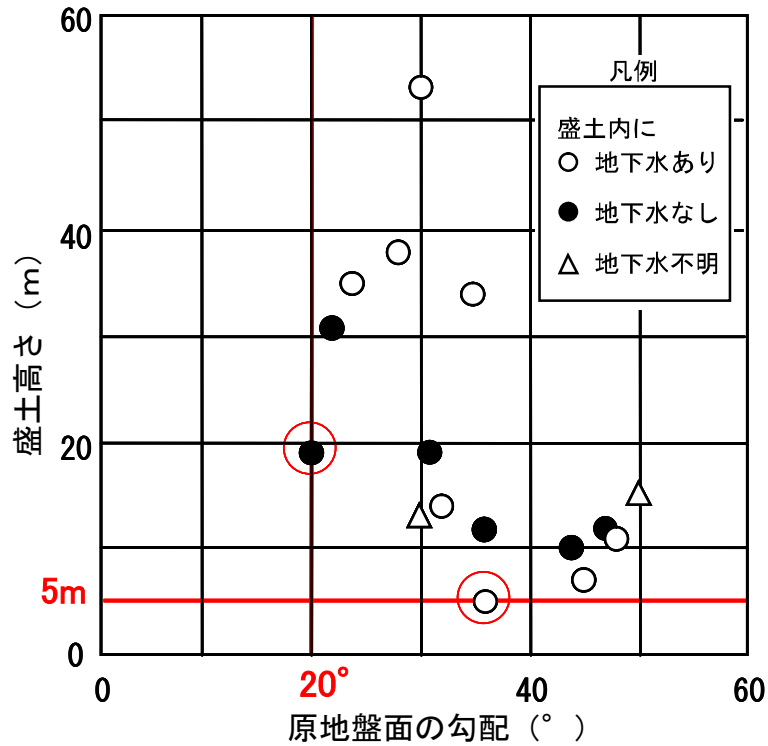 60
凡例
盛土内に
地下水あり
地下水なし
地下水不明
40
盛土高さ（m）
20
5m
0
0
20°
40
60
原地盤面の勾配（°）